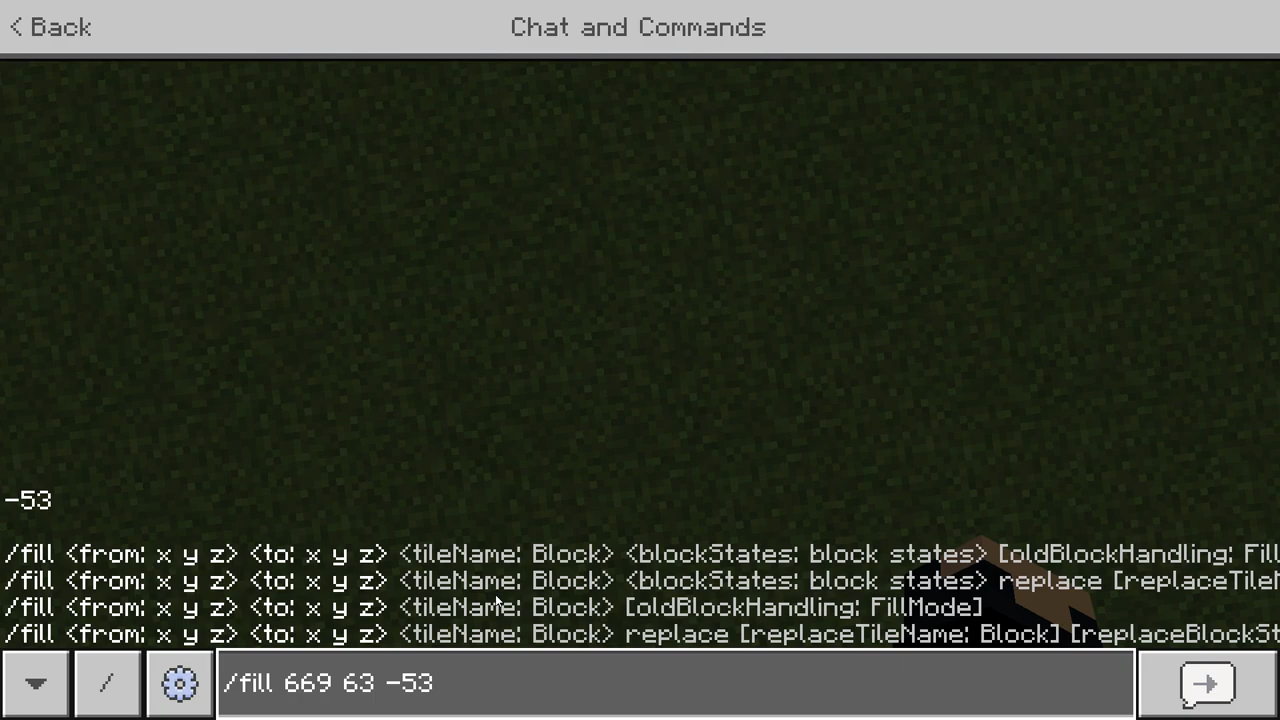 < Back
Chat and Commands
-53
/fill <from: x y z> <to: x y z> <tileName: Block> <blockStates: block states> [oldBlockHandling: Fill
/fill <from: x y z> <to: x y z> <tileName: Block> <blockStates: block states> replace [replaceTile
/fill <from: x y z> <to: x y z> <tileName: Block> [oldBlockHandling: FillMode]
/fill <from: x y z> <to: x y z> <tileName: Block> replace [replaceTileName: Block] [replaceBlockSt
/
/fill 669 63 -53